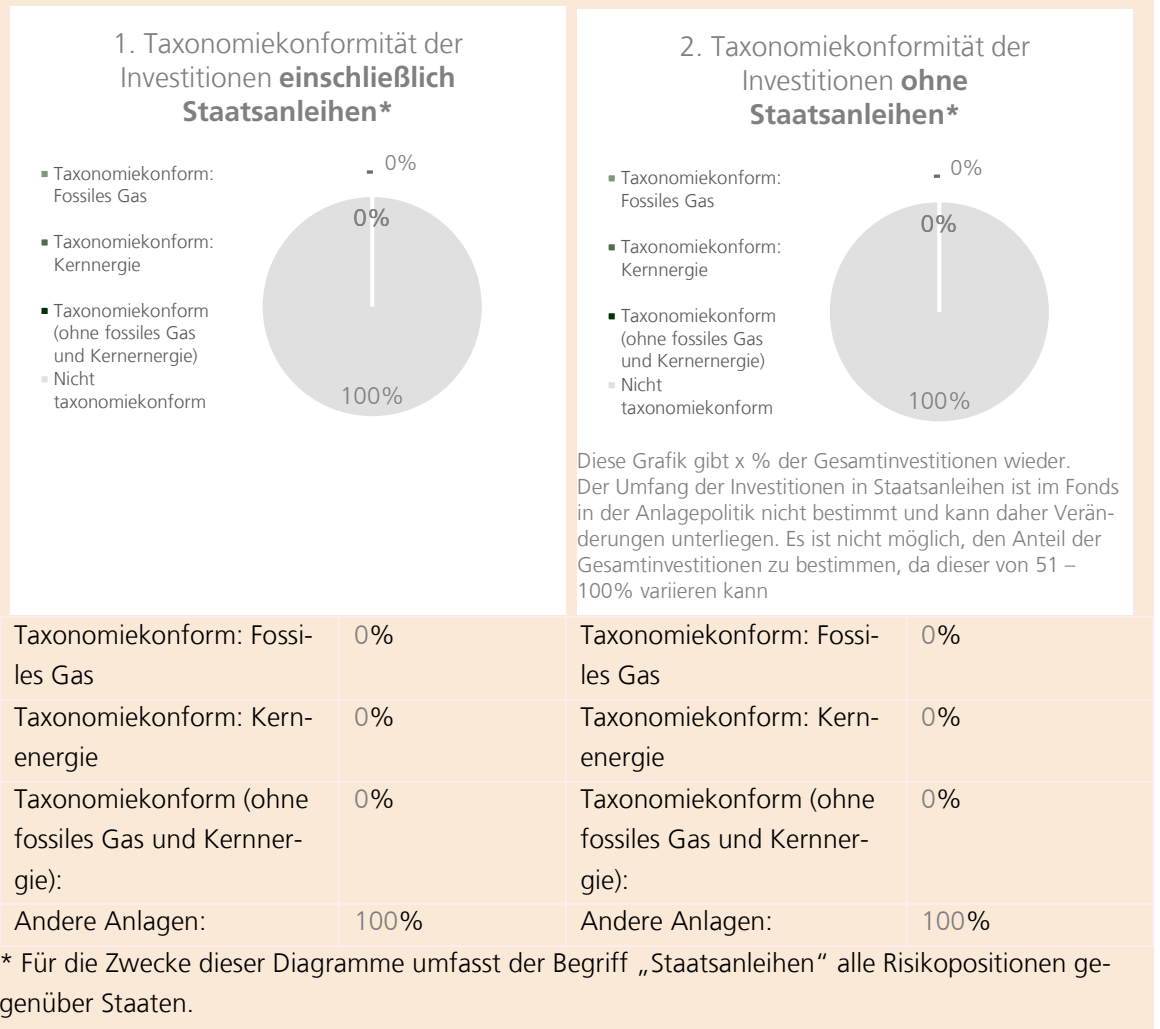 1. Taxonomiekonformität der
Investitionen einschließlich
Staatsanleihen*
Taxonomiekonform:
Fossiles Gas
Taxonomiekonform:
Kernnergie
Taxonomiekonform
(ohne fossiles Gas
und Kernernergie)
Nicht
taxonomiekonform
- 0%
0%
100%
2. Taxonomiekonformität der
Investitionen ohne
Staatsanleihen*
Taxonomiekonform:
Fossiles Gas
Taxonomiekonform:
Kernnergie
Taxonomiekonform
(ohne fossiles Gas
und Kernernergie)
Nicht
taxonomiekonform
- 0%
0%
100%
Diese Grafik gibt x % der Gesamtinvestitionen wieder.
Der Umfang der Investitionen in Staatsanleihen ist im Fonds
in der Anlagepolitik nicht bestimmt und kann daher Verän-
derungen unterliegen. Es ist nicht möglich, den Anteil der
Gesamtinvestitionen zu bestimmen, da dieser von 51 –
100% variieren kann
Taxonomiekonform: Fossi- 0% Taxonomiekonform: Fossi- 0%
les Gas les Gas
Taxonomiekonform: Kern- 0% Taxonomiekonform: Kern- 0%
energie energie
Taxonomiekonform (ohne 0% Taxonomiekonform (ohne 0%
fossiles Gas und Kernner- fossiles Gas und Kernner-
gie): gie):
Andere Anlagen: 100% Andere Anlagen: 100%
* Für die Zwecke dieser Diagramme umfasst der Begriff „Staatsanleihen“ alle Risikopositionen ge-
genüber Staaten.